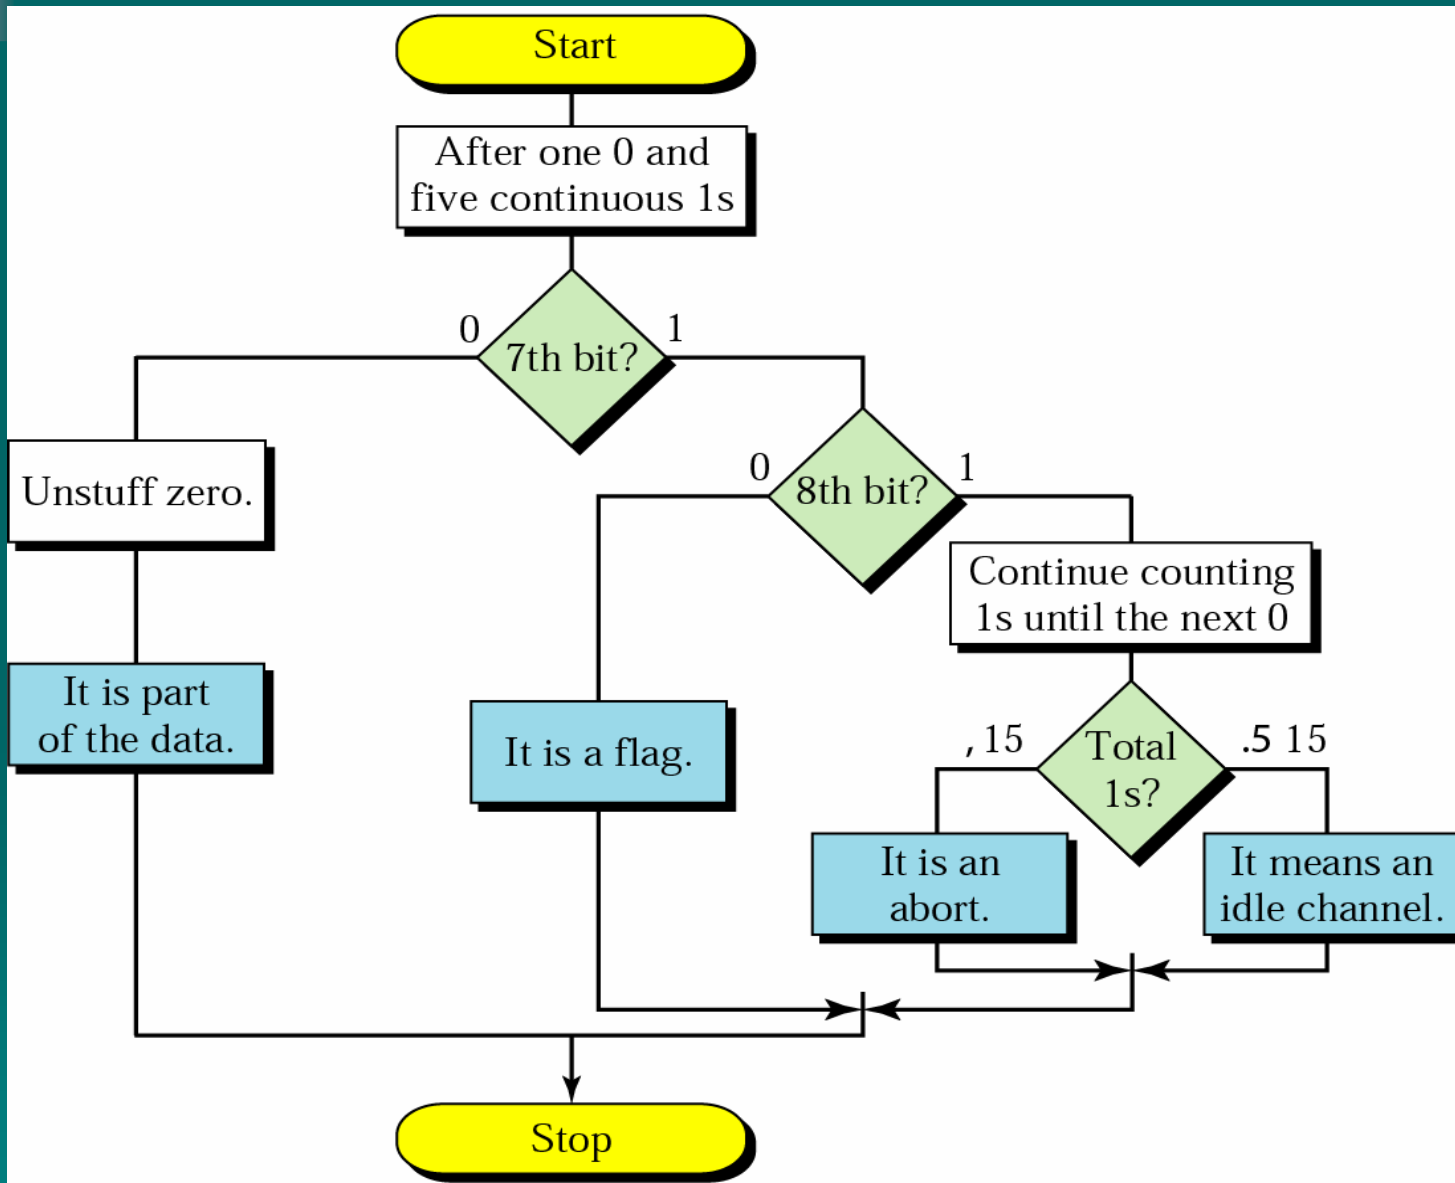 Start
After one 0 and
five continuous 1s
0
1
7th bit?
0
1
8th bit?
Unstuff zero.
Continue counting
1s until the next 0
It is part
of the data.
It is a flag.
, 15
.5 15
Total
1s?
It is an
abort.
It means an
idle channel.
Stop